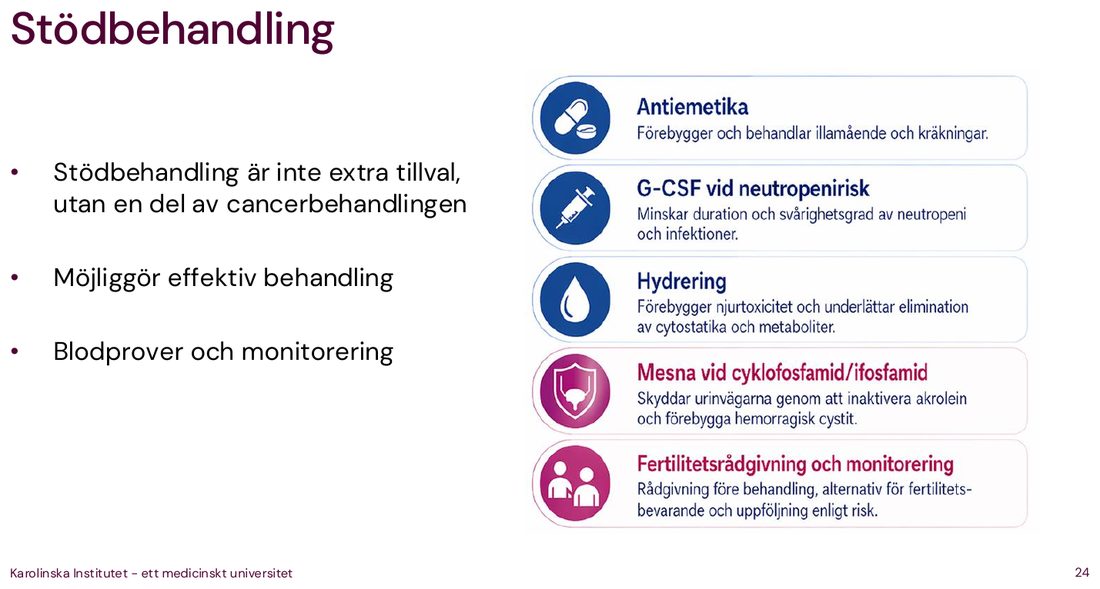 Stödbehandling
• Stödbehandling är inte extra tillval,
utan en del av cancerbehandlingen
• Möjliggör effektiv behandling
• Blodprover och monitorering
Antiemetika
Förebygger och behandlar illamående och kräkningar.
G-CSF vid neutropenirisk
Minskar duration och svårighetsgrad av neutropeni
och infektioner.
Hydrering
Förebygger njurtoxicitet och underlättar elimination
av cytostatika och metaboliter.
Mesna vid cyklofosfamid/ifosfamid
Skyddar urinvägarna genom att inaktivera akrolein
och förebygga hemorragisk cystit.
Fertilitetsrådgivning och monitorering
Rådgivning före behandling, alternativ för fertilitets-
bevarande och uppföljning enligt risk.
Karolinska Institutet - ett medicinskt universitet
24